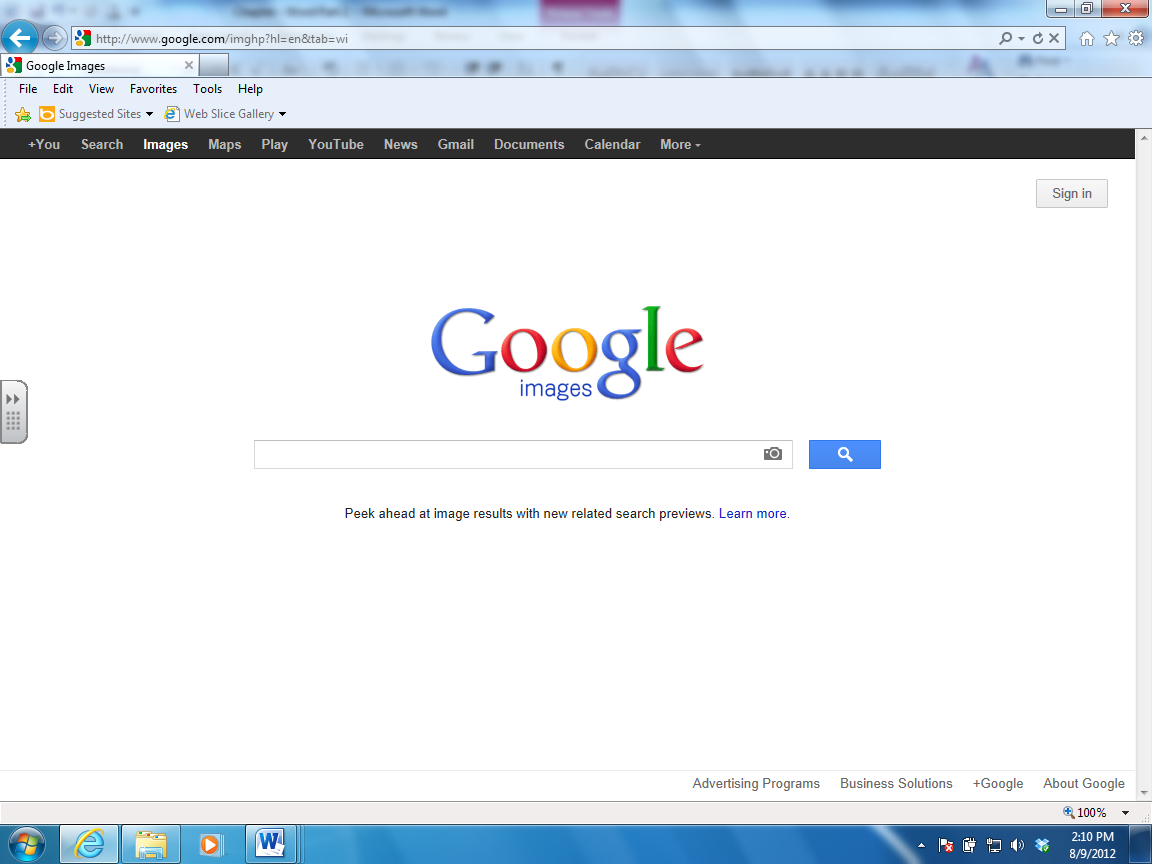 http://www.google.com/imghp?hl=en&tab=wi
Google Images
File Edit View Favorites Tools Help
Suggested Sites Web Slice Gallery
+You Search Images Maps Play YouTube News Gmail Documents Calendar More
Sign in
Google
images
Peek ahead at image results with new related search previews. Learn more.
Advertising Programs Business Solutions +Google About Google
100%
2:10 PM
8/9/2012